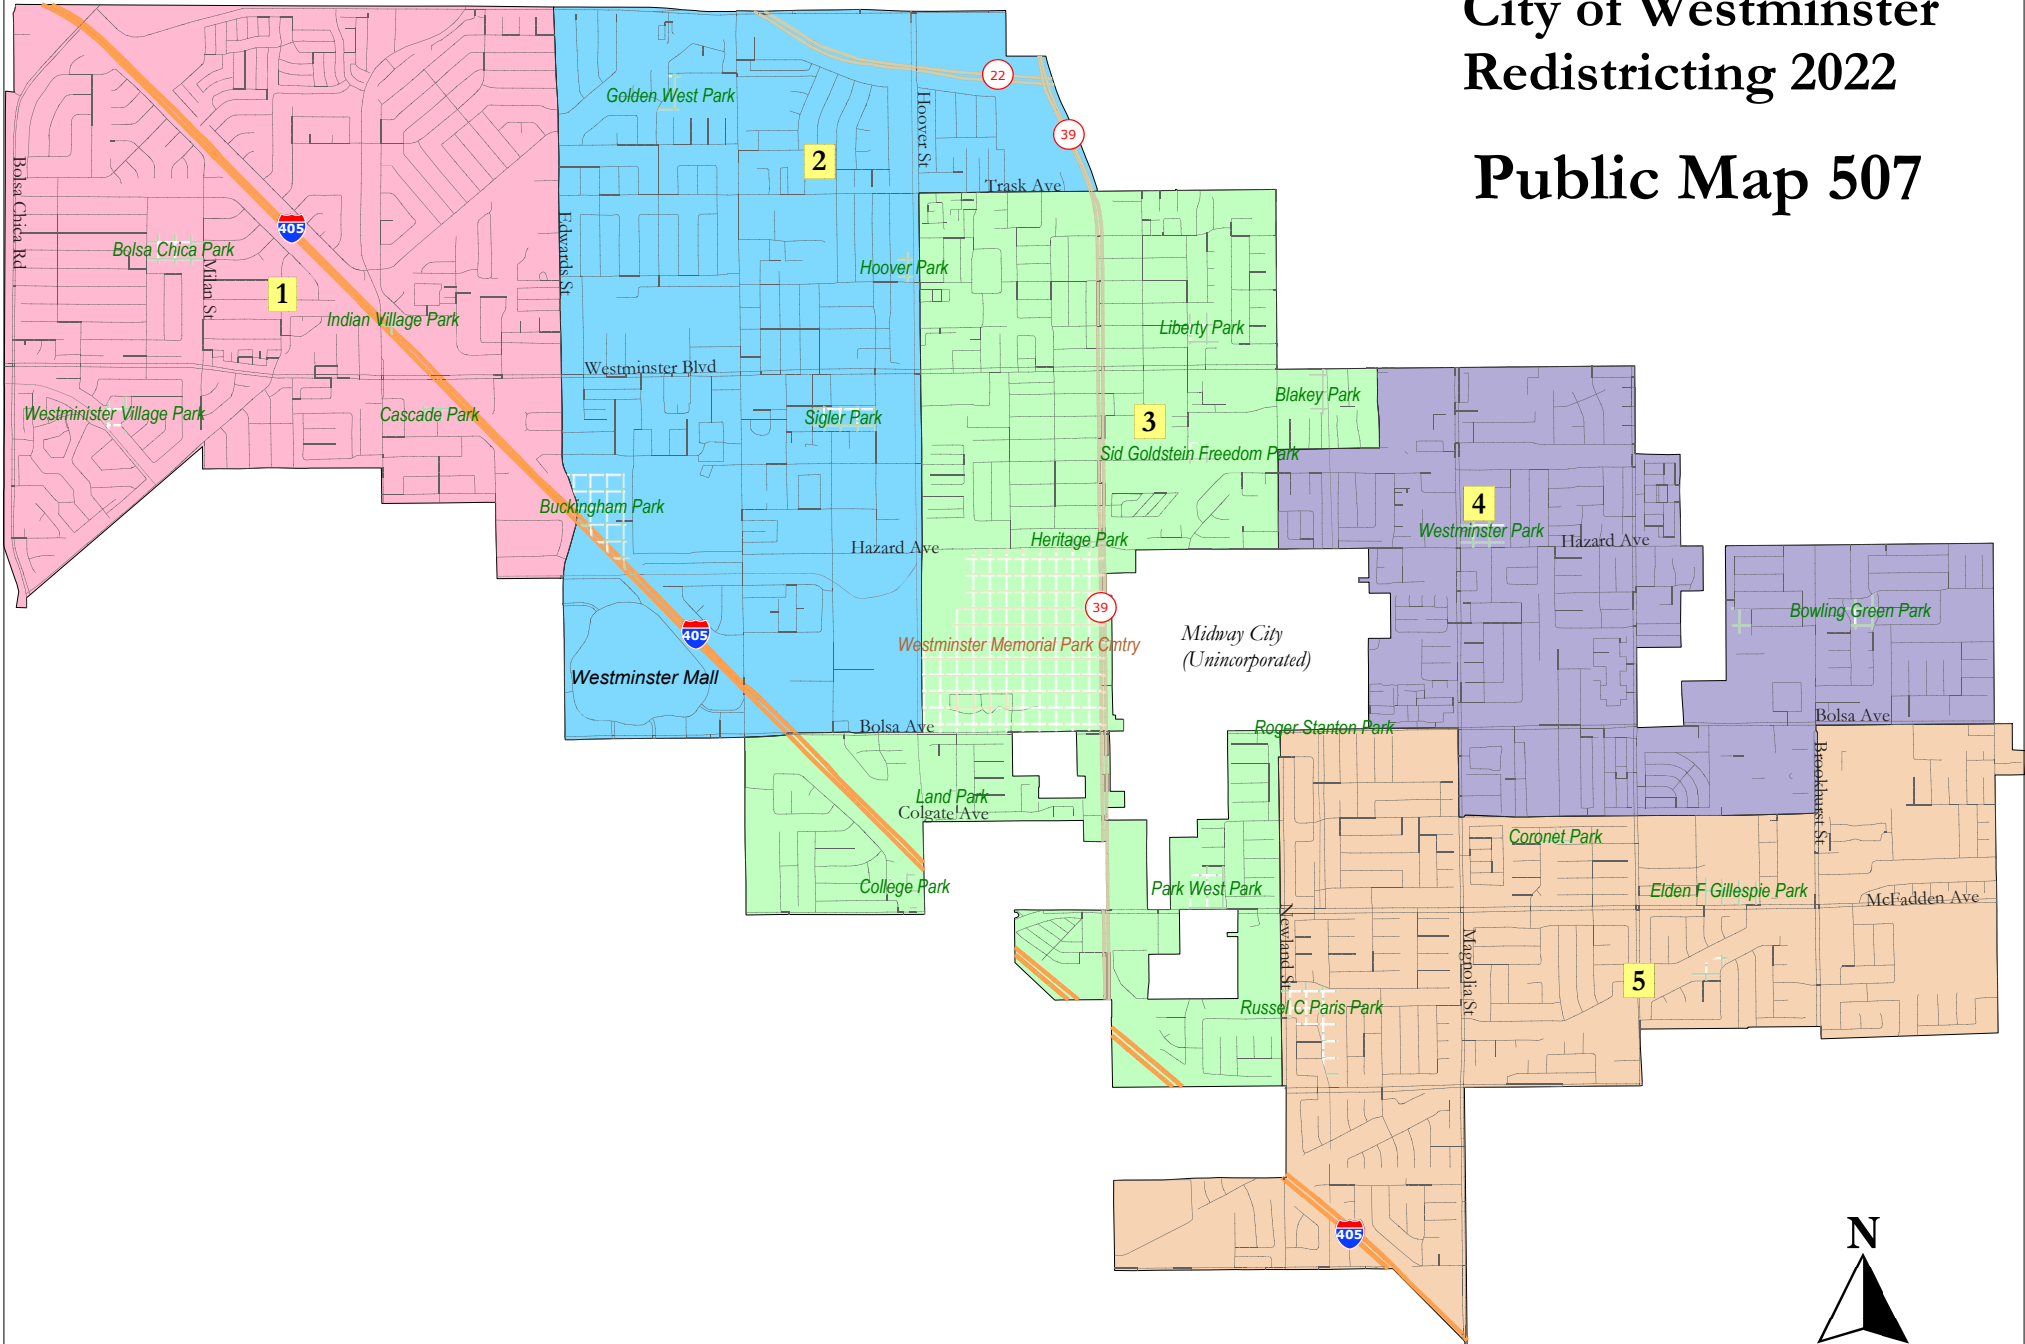 City of Westminster
Redistricting 2022
Public Map 507
22
Golden West Park
Hoover St
39
2
Trask Ave
Bolsa Chica Rd
405
Edwards St
Bolsa Chica Park
Milan St
Hoover Park
1
Indian Village Park
Liberty Park
Westminster Blvd
Blakey Park
Westminister Village Park
Cascade Park
Sigler Park
3
Sid Goldstein Freedom Park
4
Buckingham Park
Westminster Park
Heritage Park
Hazard Ave
Hazard Ave
39
Bowling Green Park
405
Midway City
(Unincorporated)
Westminster Memorial Park Cmtry
Westminster Mall
Bolsa Ave
Bolsa Ave
Roger Stanton Park
Brookhurst St
Land Park
Colgate Ave
Coronet Park
College Park
Park West Park
Elden F Gillespie Park
McFadden Ave
Newland St
Magnolia St
5
Russel C Paris Park
405
N